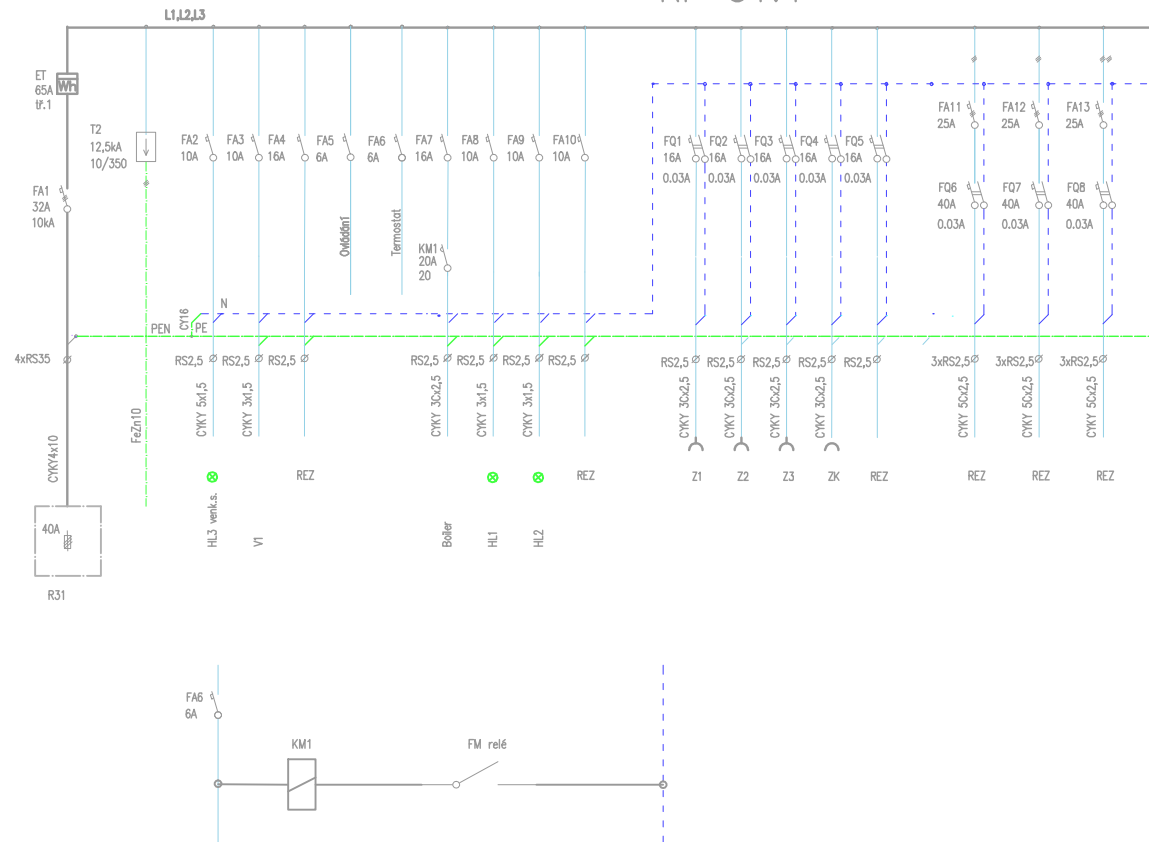 L1,L2,L3
ET
65A
tř.1
Wh
T2
12,5kA
10/350
FA1
32A
10kA
FA2
10A
FA3
10A
FA4
16A
FA5
6A
FA6
6A
FA7
16A
FA8
10A
FA9
10A
FA10
10A
FQ1
16A
0.03A
FQ2
16A
0.03A
FQ3
16A
0.03A
FQ4
16A
0.03A
FQ5
16A
0.03A
FA11
25A
FA12
25A
FA13
25A
FQ6
40A
0.03A
FQ7
40A
0.03A
FQ8
40A
0.03A
Ovládání
Termostat
KM1
20A
20
N
CY16
PEN
PE
4xRS35
RS2,5
RS2,5
RS2,5
RS2,5
RS2,5
RS2,5
RS2,5
RS2,5
RS2,5
RS2,5
RS2,5
RS2,5
3xRS2,5
3xRS2,5
3xRS2,5
CYKY4x10
FeZn10
CYKY 5x1,5
CYKY 3x1,5
CYKY 3Cx2,5
CYKY 3x1,5
CYKY 3x1,5
CYKY 3Cx2,5
CYKY 3Cx2,5
CYKY 3Cx2,5
CYKY 3Cx2,5
CYKY 5Cx2,5
CYKY 5Cx2,5
CYKY 5Cx2,5
REZ
REZ
Z1
Z2
Z3
ZK
REZ
REZ
REZ
REZ
HL3 venk.s.
V1
Boiler
HL1
HL2
40A
R31
FA6
6A
KM1
FM relé